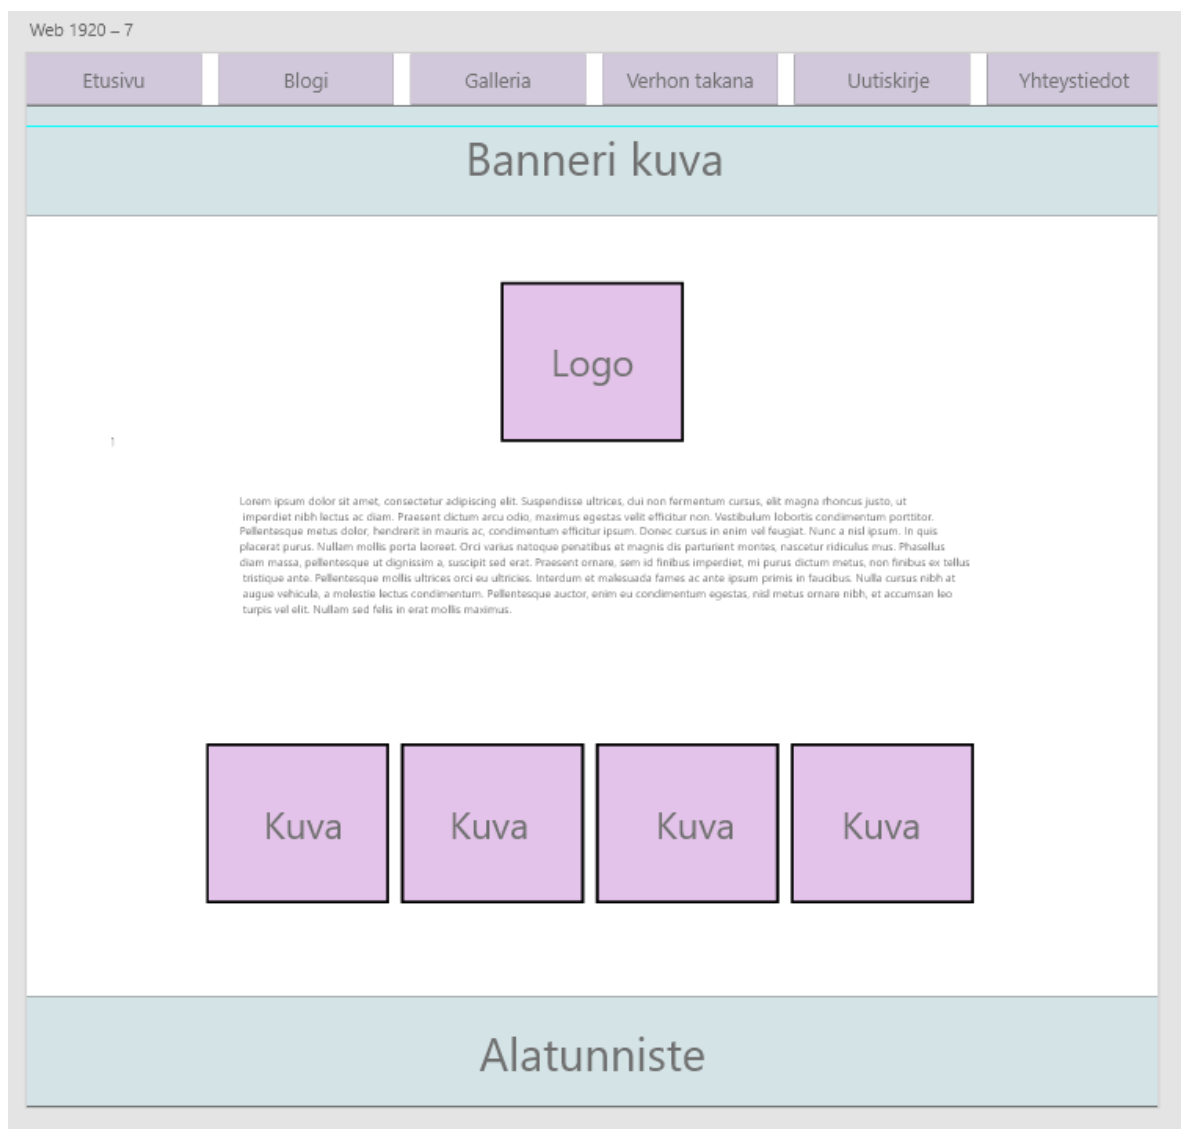 Web 1920 – 7
Etusivu
Blogi
Galleria
Verhon takana
Uutiskirje
Yhteystiedot
Banneri kuva
Logo
Lorem ipsum dolor sit amet, consectetur adipiscing elit. Suspendisse ultrices, dui non fermentum cursus, elit magna rhoncus justo, ut
imperdiet nibh lectus ac diam. Praesent dictum arcu odio, maximus egestas velit efficitur non. Vestibulum lobortis condimentum porttitor.
Pellentesque metus dolor, hendrerit in mauris ac, condimentum efficitur ipsum. Donec cursus in enim vel feugiat. Nunc a nisl ipsum. In quis
placerat purus. Nullam mollis porta laoreet. Orci varius natoque penatibus et magnis dis parturient montes, nascetur ridiculus mus. Phasellus
diam massa, pellentesque ut dignissim a, suscipit sed erat. Praesent ornare, sem id finibus imperdiet, mi purus dictum metus, non finibus ex tellus
tristique ante. Pellentesque mollis ultrices orci eu ultricies. Interdum et malesuada fames ac ante ipsum primis in faucibus. Nulla cursus nibh at
augue vehicula, a molestie lectus condimentum. Pellentesque auctor, enim eu condimentum egestas, nisl metus ornare nibh, et accumsan leo
turpis vel elit. Nullam sed felis in erat mollis maximus.
Kuva
Kuva
Kuva
Kuva
Alatunniste